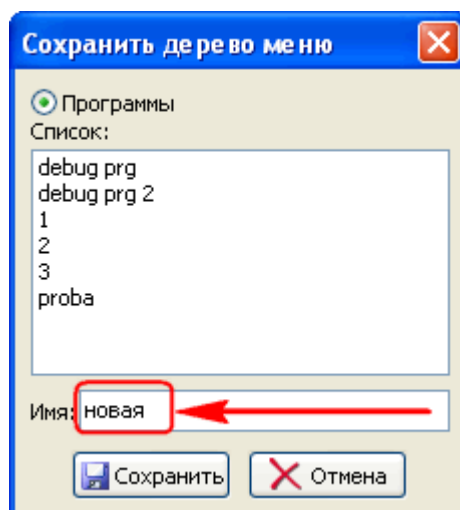 Сохранить дерево меню
Программы
Список:
debug prg
debug prg 2
1
2
3
proba
Имя: новая
Сохранить Отмена